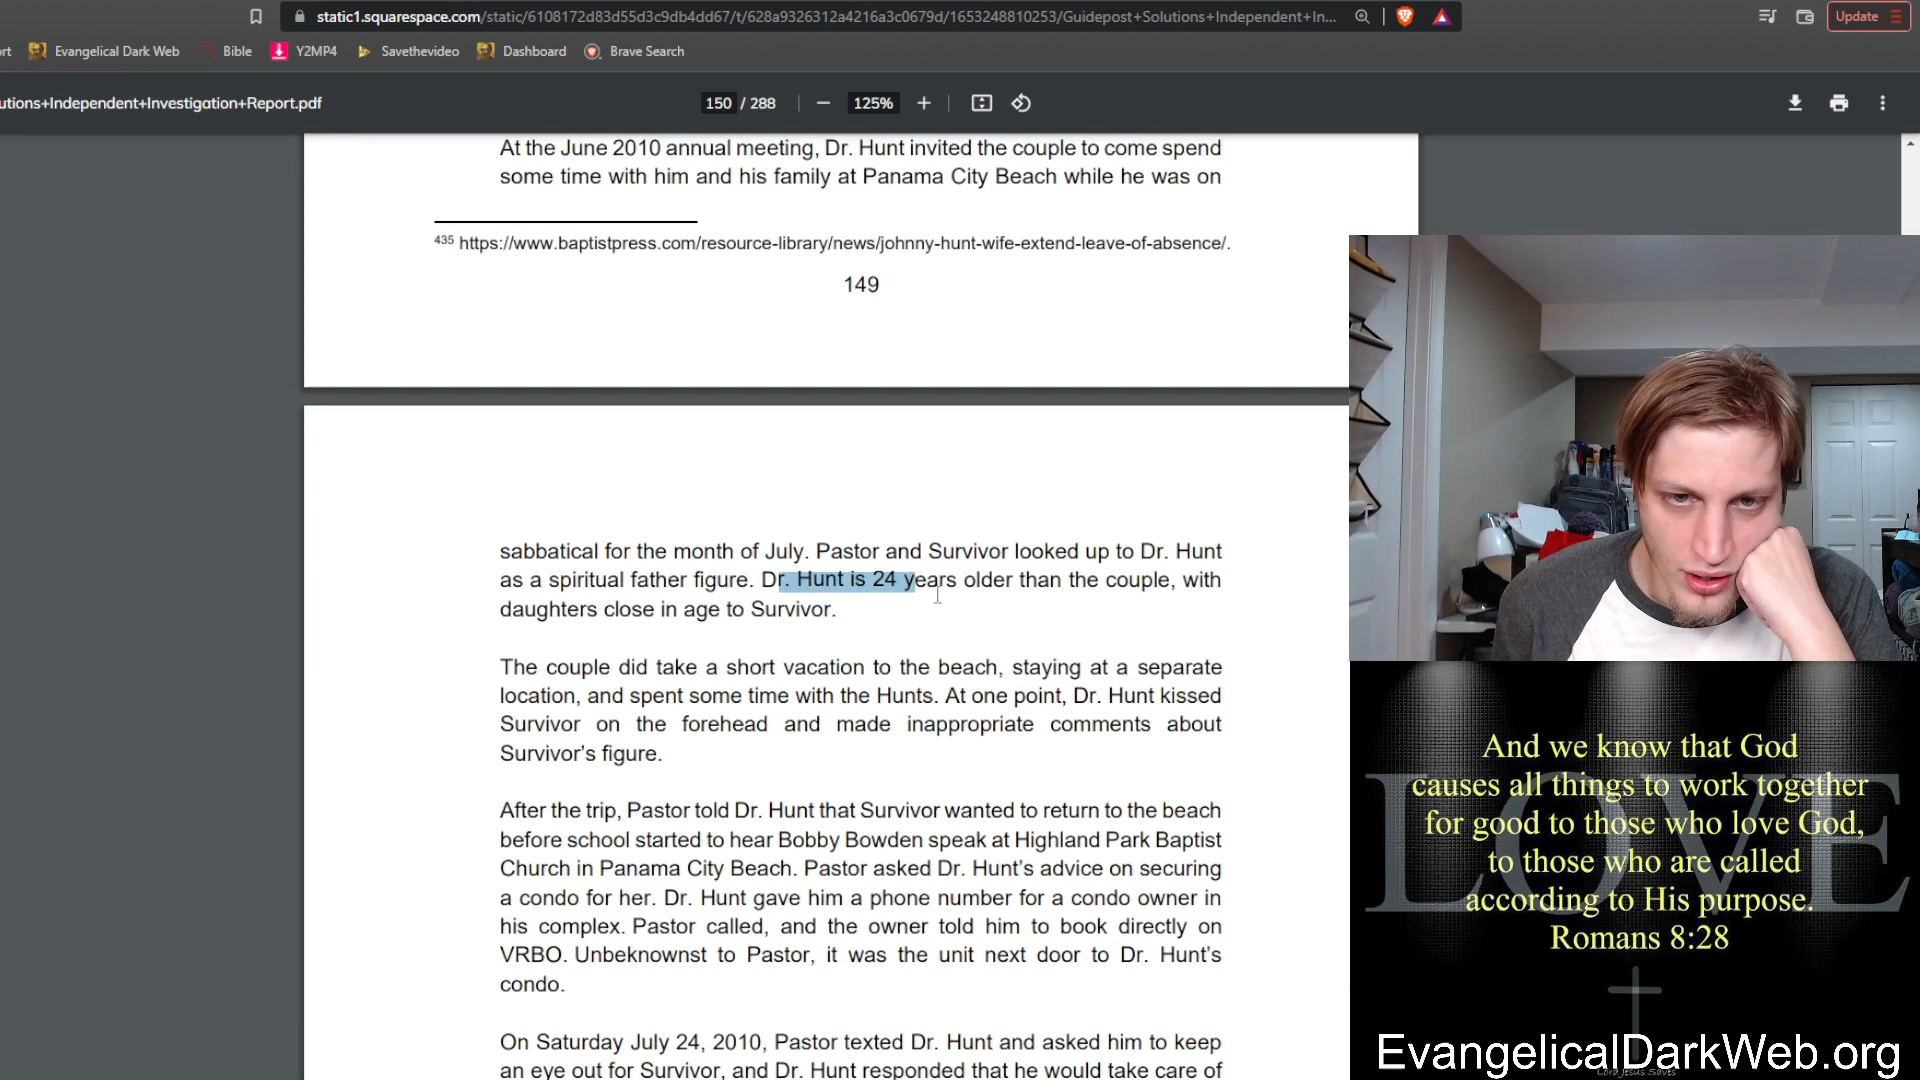 static1.squarespace.com/static/6108172d83d55d3c9db4dd67/t/628a9326312a4216a3c0679d/1653248810253/Guidepost+Solutions+Independent+In...
Update
rt
Evangelical Dark Web
Bible
Y2MP4
Savethevideo
Dashboard
Brave Search
utions+Independent+Investigation+Report.pdf
150 / 288
125%
At the June 2010 annual meeting, Dr. Hunt invited the couple to come spend
some time with him and his family at Panama City Beach while he was on
435 https://www.baptistpress.com/resource-library/news/johnny-hunt-wife-extend-leave-of-absence/.
149
sabbatical for the month of July. Pastor and Survivor looked up to Dr. Hunt
as a spiritual father figure. Dr. Hunt is 24 years older than the couple, with
daughters close in age to Survivor.
The couple did take a short vacation to the beach, staying at a separate
location, and spent some time with the Hunts. At one point, Dr. Hunt kissed
Survivor on the forehead and made inappropriate comments about
Survivor's figure.
After the trip, Pastor told Dr. Hunt that Survivor wanted to return to the beach
before school started to hear Bobby Bowden speak at Highland Park Baptist
Church in Panama City Beach. Pastor asked Dr. Hunt's advice on securing
a condo for her. Dr. Hunt gave him a phone number for a condo owner in
his complex. Pastor called, and the owner told him to book directly on
VRBO. Unbeknownst to Pastor, it was the unit next door to Dr. Hunt's
condo.
On Saturday July 24, 2010, Pastor texted Dr. Hunt and asked him to keep
an eye out for Survivor, and Dr. Hunt responded that he would take care of
LOVE
And we know that God
causes all things to work together
for good to those who love God,
to those who are called
according to His purpose.
Romans 8:28
EvangelicalDarkWeb.org
Lord Jesus Saves